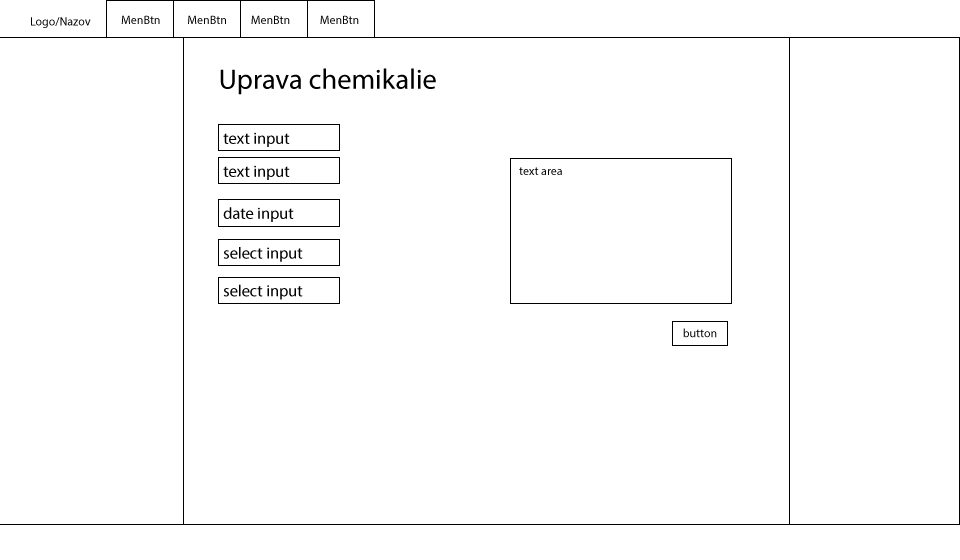 Logo/Nazov MenBtn MenBtn MenBtn MenBtn
Uprava chemikalie
text input
text input
date input
select input
select input
text area
button